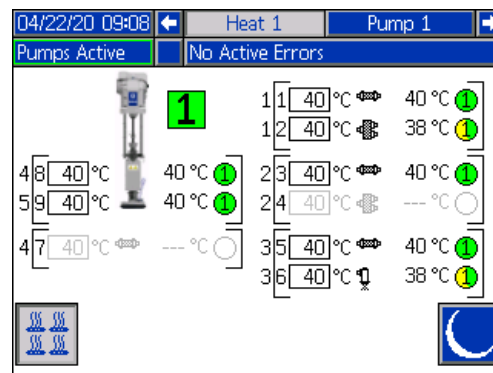 04/22/20 09:08 Heat 1 Pump 1
Pumps Active No Active Errors
1
1 1 40 °C 40 °C 1
1 2 40 °C 38 °C 1
4 8 40 °C 40 °C 1
2 3 40 °C 40 °C 1
5 9 40 °C 40 °C 1
2 4 40 °C --- °C
4 7 40 °C --- °C
3 5 40 °C 40 °C 1
3 6 40 °C 38 °C 1